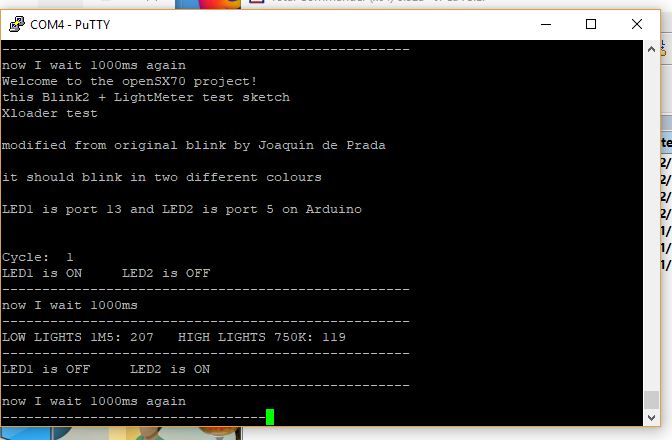 COM4 - PuTTY
---------------------------------------------------
now I wait 1000ms again
Welcome to the openSX70 project!
this Blink2 + LightMeter test sketch
Xloader test
modified from original blink by Joaquín de Prada
it should blink in two different colours
LED1 is port 13 and LED2 is port 5 on Arduino
Cycle:  1
LED1 is ON     LED2 is OFF
---------------------------------------------------
now I wait 1000ms
---------------------------------------------------
LOW LIGHTS 1M5: 207   HIGH LIGHTS 750K: 119
---------------------------------------------------
LED1 is OFF     LED2 is ON
---------------------------------------------------
now I wait 1000ms again
---------------------------------